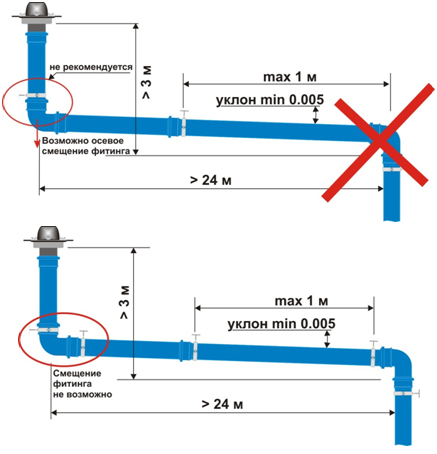 не рекомендуется
> 3 м
max 1 м
уклон min 0.005
Возможно осевое
смещение фитинга
> 24 м
> 3 м
max 1 м
уклон min 0.005
Смещение
фитинга
не возможно
> 24 м